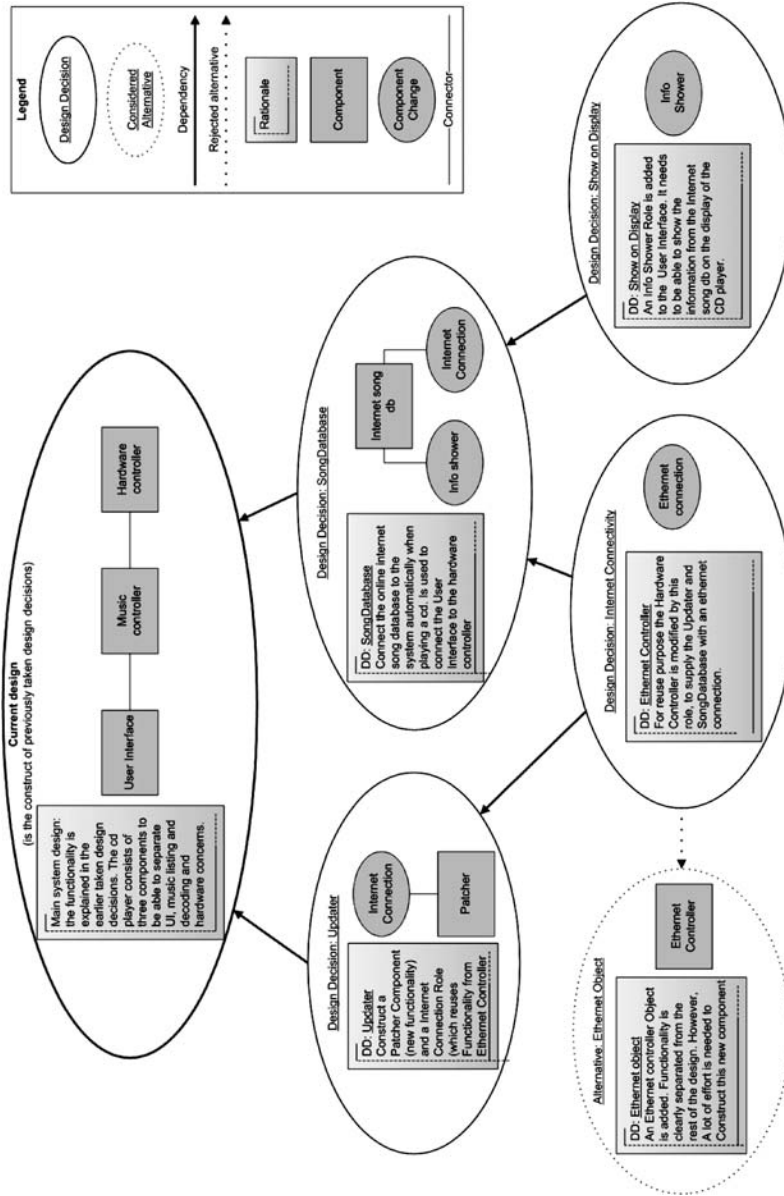 Current design
(is the construct of previously taken design decisions)
Main system design:
the functionality is
explained in the
earlier taken design
decisions. The cd
player consists of
three components to
be able to separate
UI, music listing and
decoding and
hardware concerns.
User Interface
Music
controller
Hardware
controller
Legend
Design Decision
Considered
Alternative
Dependency
Rejected alternative
Rationale
Component
Component
Change
Connector
Design Decision: Updater
DD: Updater
Construct a
Patcher Component
(new functionality)
and a Internet
Connection Role
(which reuses
Functionality from
Ethernet Controller
Internet
Connection
Patcher
Design Decision: SongDatabase
DD: SongDatabase
Connect the online internet
song database to the
system automatically when
playing a cd. Is used to
connect the User
Interface to the hardware
controller
Internet song
db
Info shower
Internet
Connection
Alternative: Ethernet Object
DD: Ethernet object
An Ethernet controller Object
is added. Functionality is
clearly separated from the
rest of the design. However,
A lot of effort is needed to
Construct this new component
Ethernet
Controller
Design Decision: Internet Connectivity
DD: Ethernet Controller
For reuse purpose the Hardware
Controller is modified by this
role, to supply the Updater and
SongDatabase with an ethernet
connection.
Ethernet
connection
Design Decision: Show on Display
DD: Show on Display
An Info Shower Role is added
to the User Interface. It needs
to be able to show the
information from the Internet
song db on the display of the
CD player.
Info
Shower